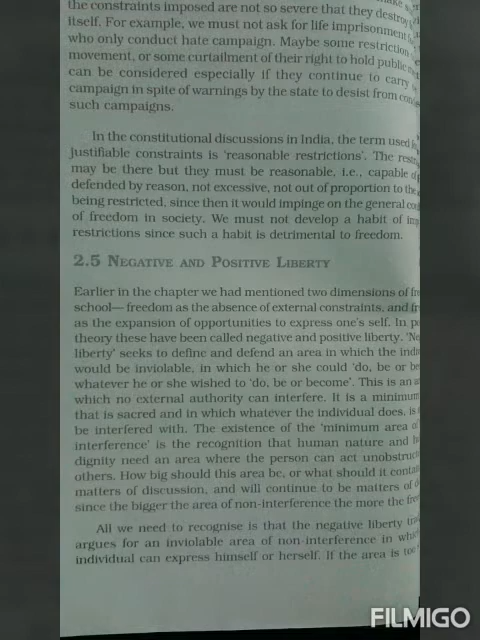 the constraints imposed are not so severe that they destroy
itself. For example, we must not ask for life imprisonment
who only conduct hate campaign. Maybe some restriction
movement, or some curtailment of their right to hold public
can be considered especially if they continue to carry
campaign in spite of warnings by the state to desist from
such campaigns.
In the constitutional discussions in India, the term used
justifiable constraints is ‘reasonable restrictions’. The
may be there but they must be reasonable, i.e., capable
defended by reason, not excessive, not out of proportion to the
being restricted, since then it would impinge on the general
of freedom in society. We must not develop a habit of
restrictions since such a habit is detrimental to freedom.
2.5 NEGATIVE AND POSITIVE LIBERTY
Earlier in the chapter we had mentioned two dimensions of
school— freedom as the absence of external constraints, and
as the expansion of opportunities to express one's self. In
theory these have been called negative and positive liberty.
liberty’ seeks to define and defend an area in which the
would be inviolable, in which he or she could ‘do, be or
whatever he or she wished to ‘do, be or become’. This is an
which no external authority can interfere. It is a minimum
that is sacred and in which whatever the individual does, is
be interfered with. The existence of the ‘minimum area
interference’ is the recognition that human nature and
dignity need an area where the person can act
others. How big should this area be, or what should it
matters of discussion, and will continue to be matters of
since the bigger the area of non-interference the more the
All we need to recognise is that the negative liberty
argues for an inviolable area of non-interference in
individual can express himself or herself. If the area is too
FILMIGO